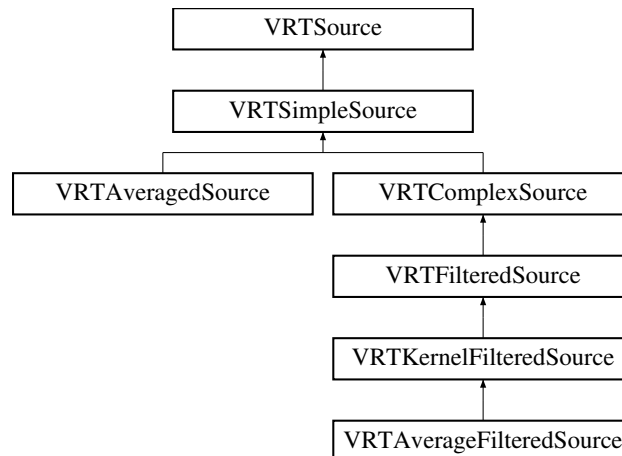 VRTSource
VRTSimpleSource
VRTAveragedSource
VRTComplexSource
VRTFilteredSource
VRTKernelFilteredSource
VRTAverageFilteredSource